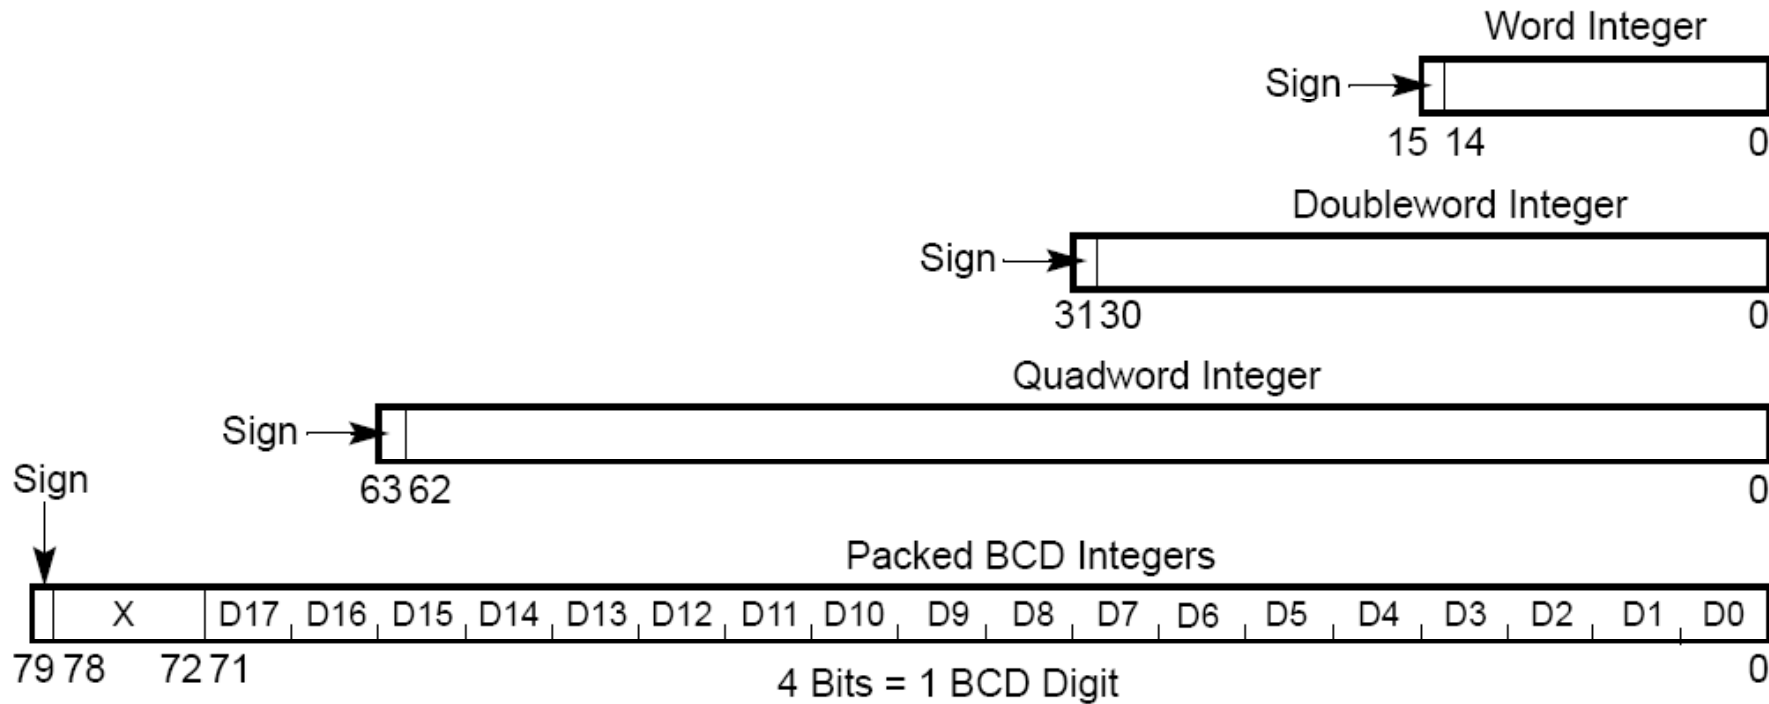 Word Integer
Sign
15 14 0
Doubleword Integer
Sign
31 30 0
Quadword Integer
Sign
63 62 0
Sign
Packed BCD Integers
X D17 D16 D15 D14 D13 D12 D11 D10 D9 D8 D7 D6 D5 D4 D3 D2 D1 D0
79 78 72 71 0
4 Bits = 1 BCD Digit